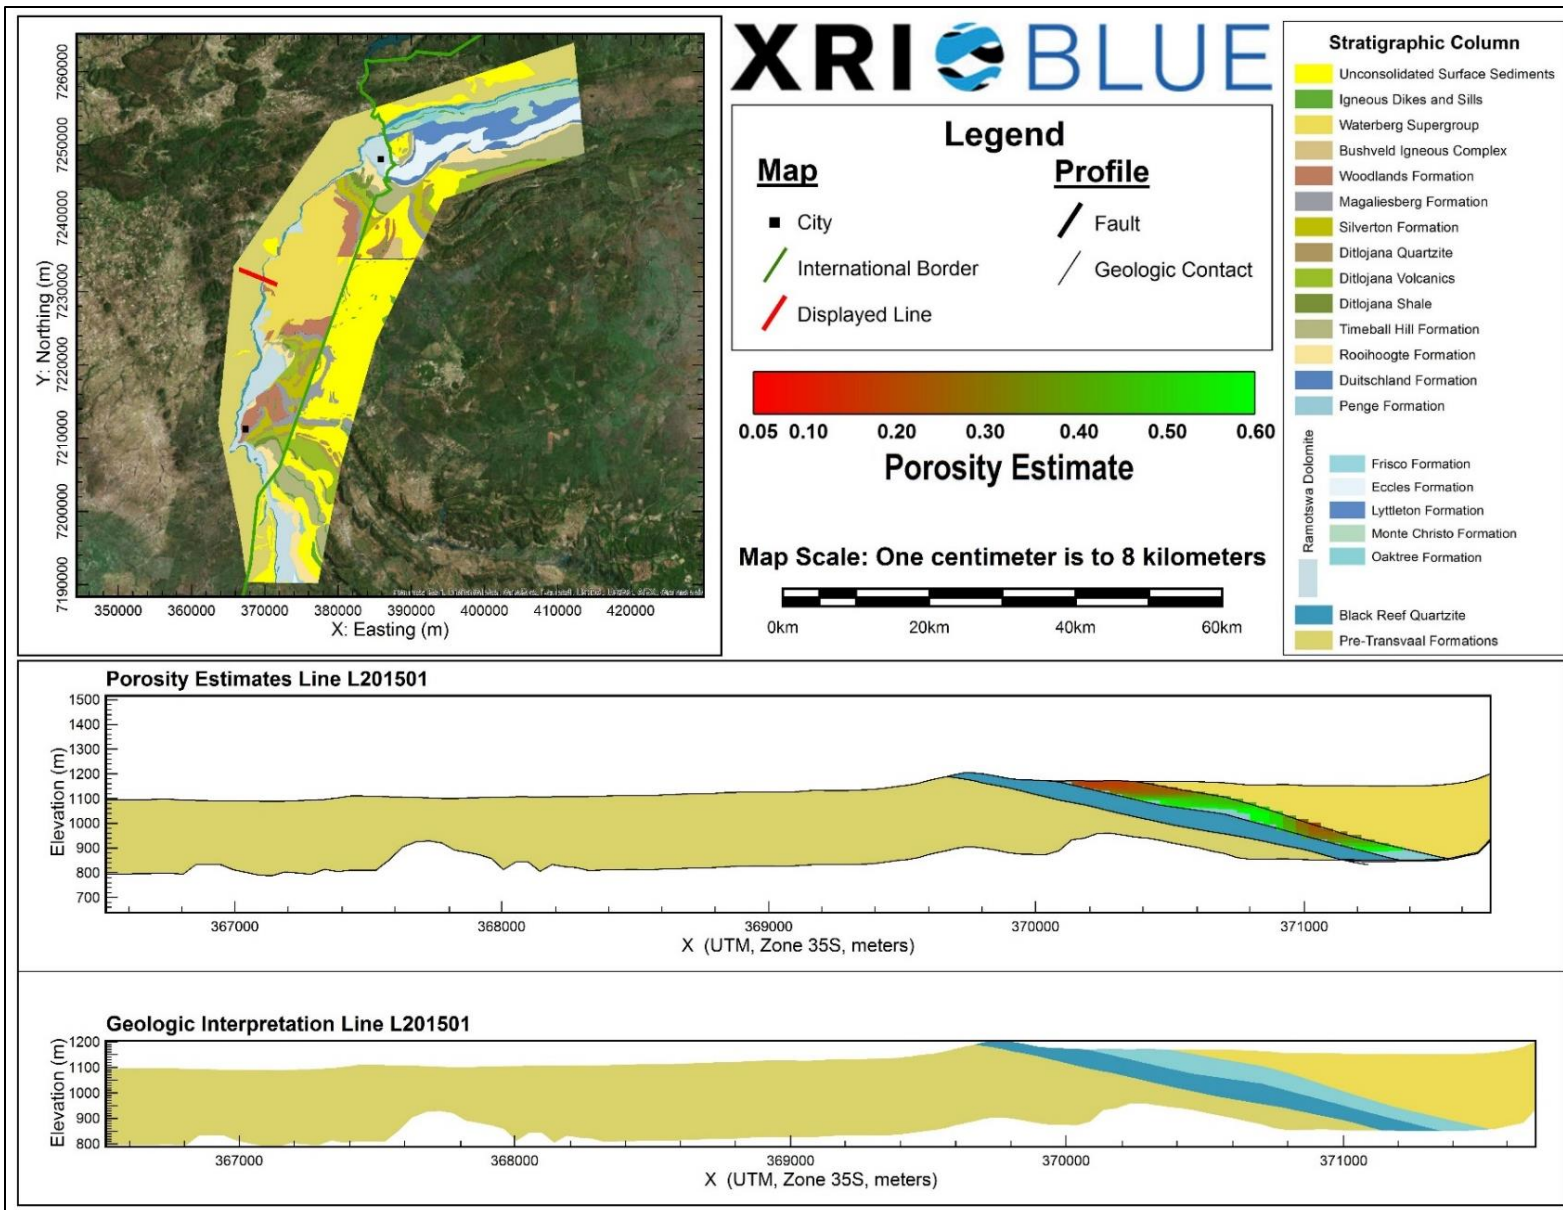 7260000
7250000
7240000
7230000
7220000
7210000
7200000
7190000
Y: Northing (m)
350000 360000 370000 380000 390000 400000 410000 420000
X: Easting (m)
XRI BLUE
Legend
Map
City
International Border
Displayed Line
Profile
Fault
Geologic Contact
0.05 0.10 0.20 0.30 0.40 0.50 0.60
Porosity Estimate
Map Scale: One centimeter is to 8 kilometers
0km 20km 40km 60km
Stratigraphic Column
Unconsolidated Surface Sediments
Igneous Dikes and Sills
Waterberg Supergroup
Bushveld Igneous Complex
Woodlands Formation
Magaliesberg Formation
Silverton Formation
Ditlojana Quartzite
Ditlojana Volcanics
Ditlojana Shale
Timeball Hill Formation
Rooihoogte Formation
Duitschland Formation
Penge Formation
Ramotswa Dolomite
Frisco Formation
Eccles Formation
Lyttleton Formation
Monte Christo Formation
Oaktree Formation
Black Reef Quartzite
Pre-Transvaal Formations
Porosity Estimates Line L201501
1500
1400
1300
1200
1100
1000
900
800
700
Elevation (m)
367000 368000 369000 370000 371000
X (UTM, Zone 35S, meters)
Geologic Interpretation Line L201501
1200
1100
1000
900
800
Elevation (m)
367000 368000 369000 370000 371000
X (UTM, Zone 35S, meters)